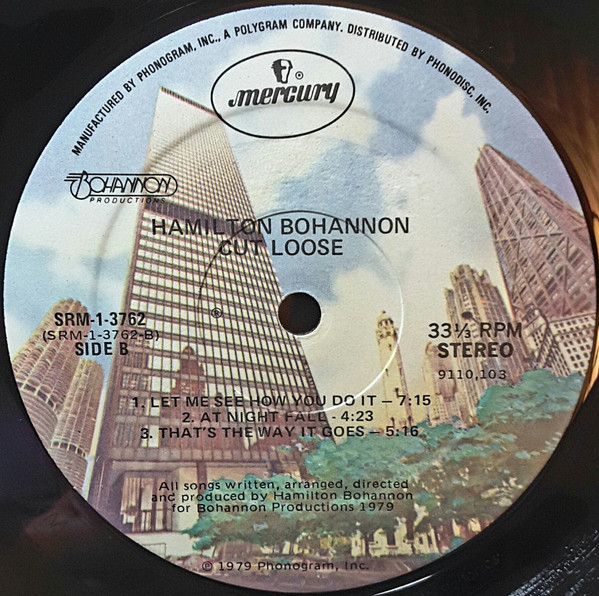 MANUFACTURED BY PHONOGRAM, INC., A POLYGRAM COMPANY. DISTRIBUTED BY PHONODISC, INC.
®
mercury
BOHANNON
PRODUCTIONS
HAMILTON BOHANNON
CUT LOOSE
℗
SRM-1-3762
(SRM-1-3762-B)
SIDE B
33⅓ RPM
STEREO
9110,103
1. LET ME SEE HOW YOU DO IT – 7:15
2. AT NIGHT FALL - 4:23
3. THAT'S THE WAY IT GOES – 5:16
All songs written, arranged, directed
and produced by Hamilton Bohannon
for Bohannon Productions 1979
© 1979 Phonogram, Inc.